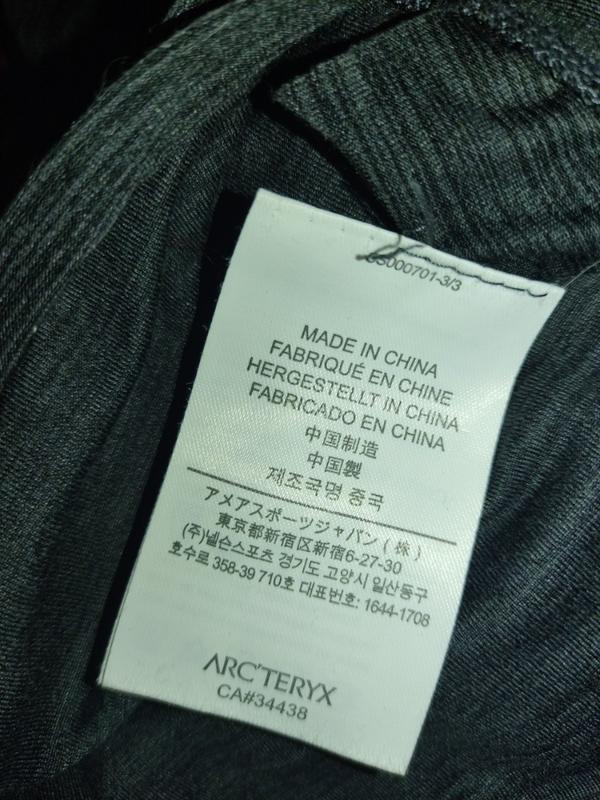 000701-3/3
MADE IN CHINA
FABRIQUÉ EN CHINE
HERGESTELLT IN CHINA
FABRICADO EN CHINA
中国制造
中国製
제조국명 중국
アメアスポーツジャパン ( 株 )
東京都新宿区新宿6-27-30
(주)넬슨스포츠 경기도 고양시 일산동구
호수로 358-39 710호 대표번호: 1644-1708
ARC'TERYX
CA#34438